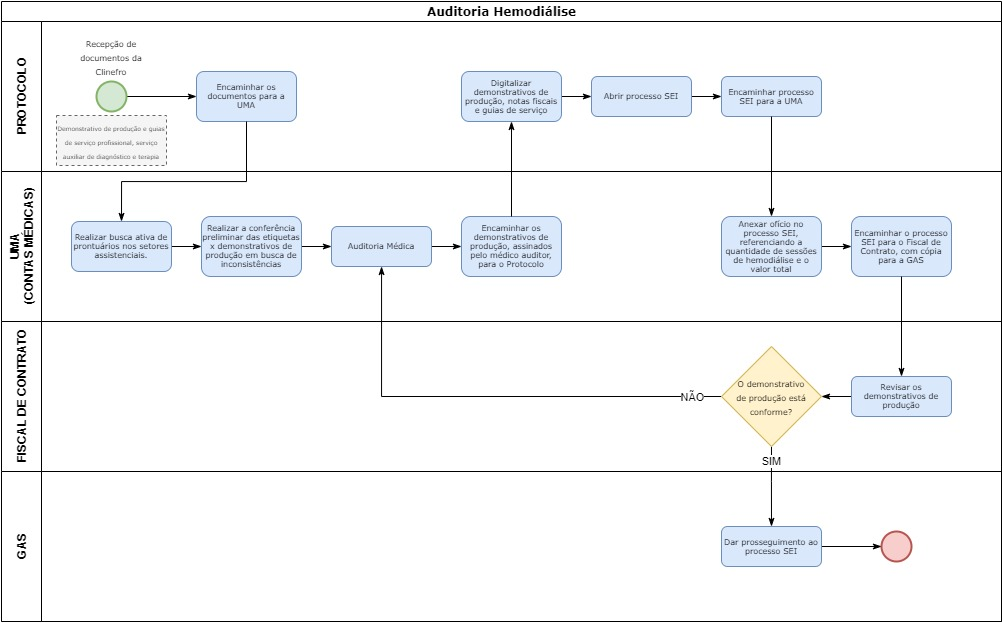 Auditoria Hemodiálise
PROTOCOLO
Recepção de
documentos da
Clinefro
Demonstrativo de produção e guias
de serviço profissional, serviço
auxiliar de diagnóstico e terapia
Encaminhar os
documentos para a
UMA
Digitalizar
demonstrativos de
produção, notas fiscais
e guias de serviço
Abrir processo SEI
Encaminhar processo
SEI para a UMA
UMA
(CONTAS MÉDICAS)
Realizar busca ativa de
prontuários nos setores
assistenciais.
Realizar a conferência
preliminar das etiquetas
x demonstrativos de
produção em busca de
inconsistências
Auditoria Médica
Encaminhar os
demonstrativos de
produção, assinados
pelo médico auditor,
para o Protocolo
Anexar ofício no
processo SEI,
referenciando a
quantidade de sessões
de hemodiálise e o
valor total
Encaminhar o processo
SEI para o Fiscal de
Contrato, com cópia
para a GAS
FISCAL DE CONTRATO
NÃO
O demonstrativo
de produção está
conforme?
Revisar os
demonstrativos de
produção
SIM
GAS
Dar prosseguimento ao
processo SEI